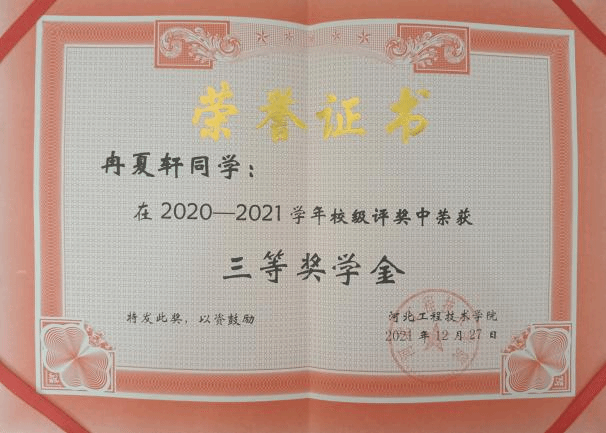 荣誉证书
冉夏轩同学：
在2020—2021学年校级评奖中荣获
三等奖学金
特发此奖，以资鼓励
河北工程技术学院
2021年12月27日